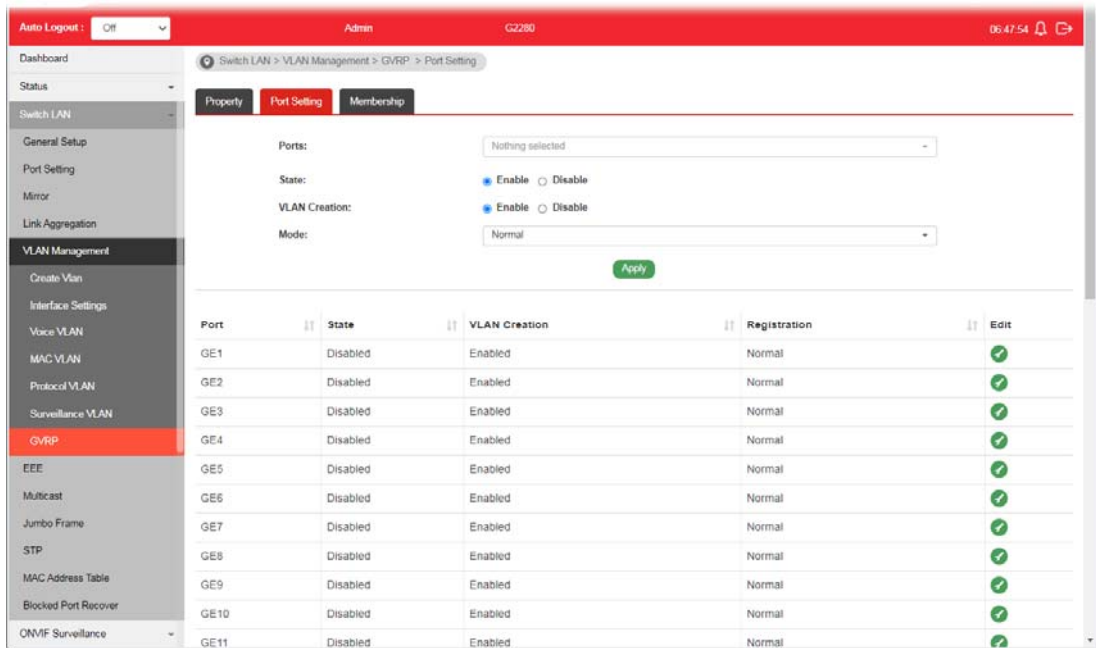 Auto Logout : Off Admin G2280 06:47:54
Dashboard
Status
Switch LAN
General Setup
Port Setting
Mirror
Link Aggregation
VLAN Management
Create Vlan
Interface Settings
Voice VLAN
MAC VLAN
Protocol VLAN
Surveillance VLAN
GVRP
EEE
Multicast
Jumbo Frame
STP
MAC Address Table
Blocked Port Recover
ONVIF Surveillance
Switch LAN > VLAN Management > GVRP > Port Setting
Property Port Setting Membership
Ports: Nothing selected
State: Enable Disable
VLAN Creation: Enable Disable
Mode: Normal
Apply
Port State VLAN Creation Registration Edit
GE1 Disabled Enabled Normal
GE2 Disabled Enabled Normal
GE3 Disabled Enabled Normal
GE4 Disabled Enabled Normal
GE5 Disabled Enabled Normal
GE6 Disabled Enabled Normal
GE7 Disabled Enabled Normal
GE8 Disabled Enabled Normal
GE9 Disabled Enabled Normal
GE10 Disabled Enabled Normal
GE11 Disabled Enabled Normal